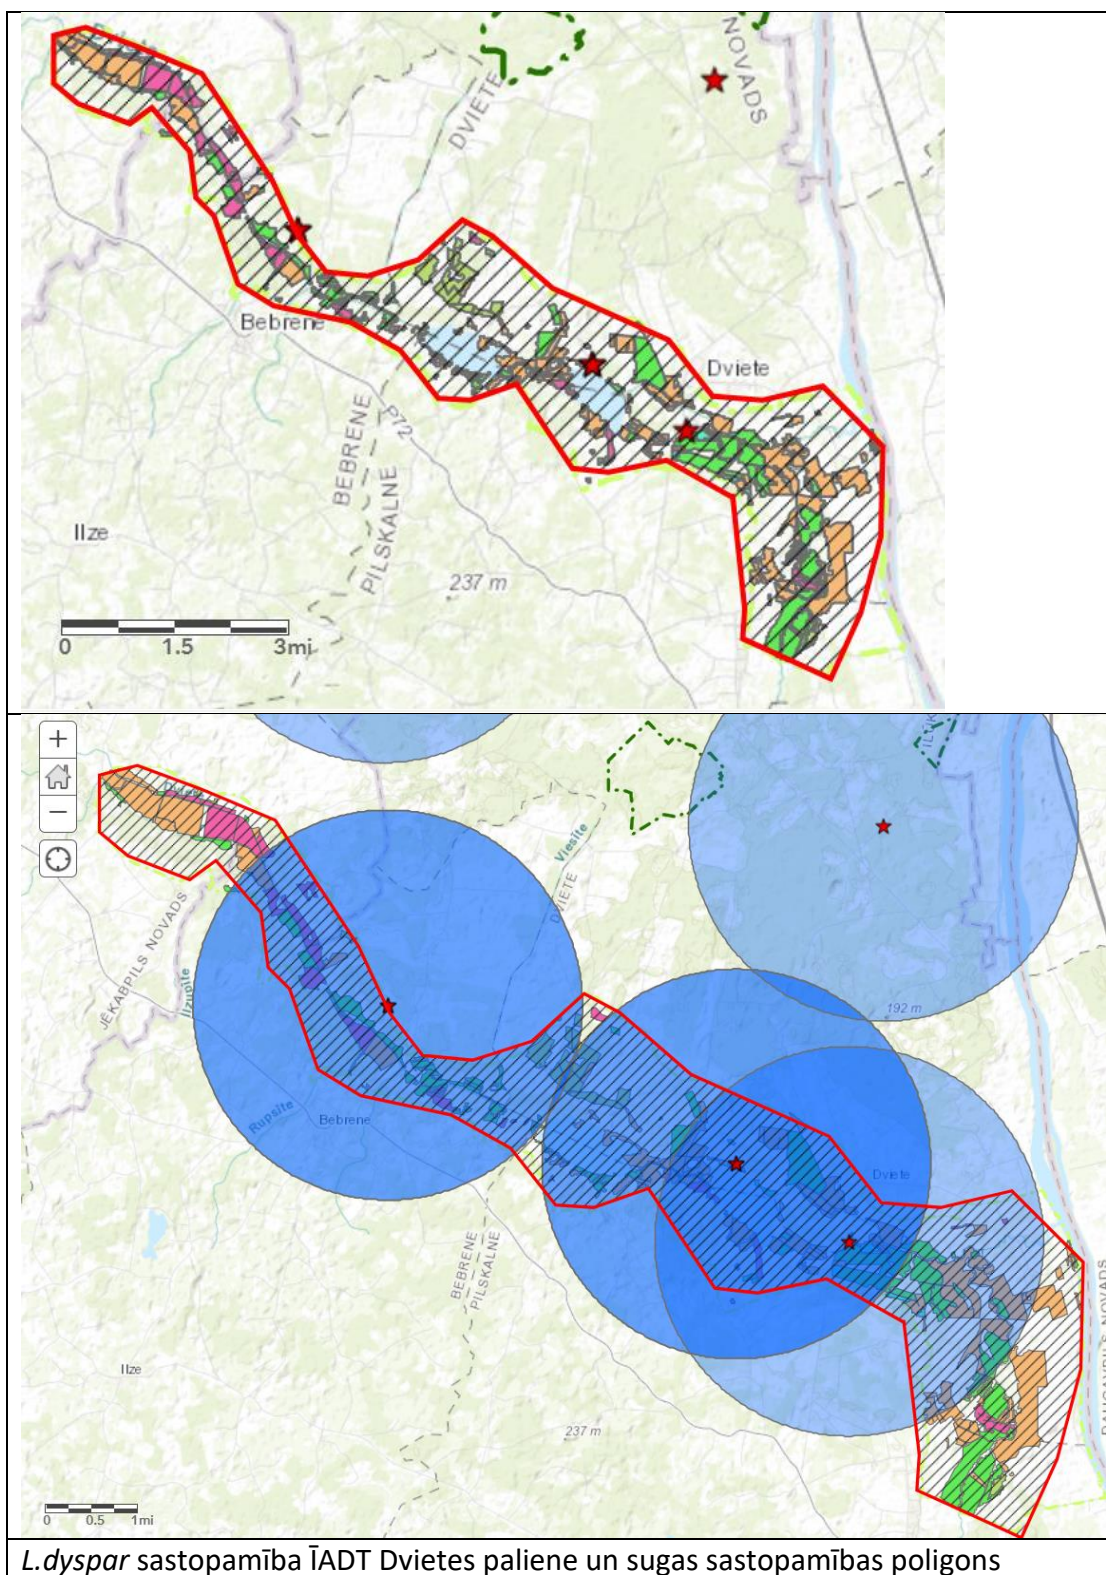 NOVADS
DVIETE
Bebrene
Dviete
P72
BEBRENE
PILSKALNE
Ilze
237 m
0 1.5 3mi
+
−
Viesīte
DVIETE
JĒKABPILS NOVADS
Ilzupīte
192 m
Rupsīte
Bebrene
Dviete
BEBRENE
PILSKALNE
Ilze
237 m
0 0.5 1mi
L.dyspar sastopamība ĪADT Dvietes paliene un sugas sastopamības poligons